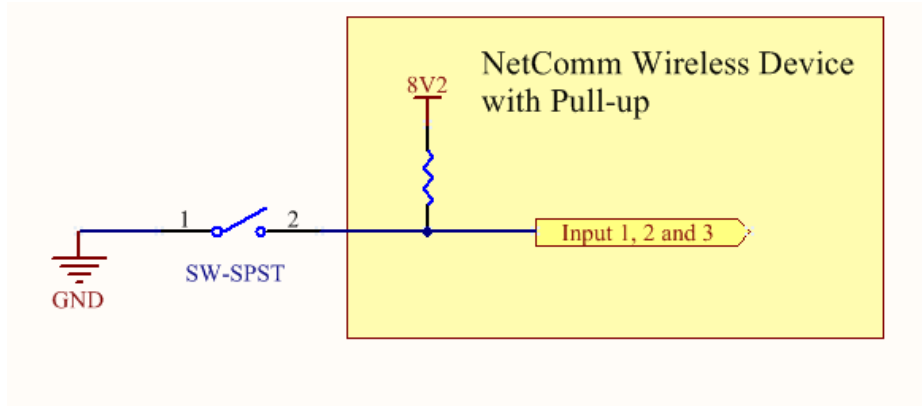 NetComm Wireless Device
with Pull-up
8V2
1
2
Input 1, 2 and 3
SW-SPST
GND